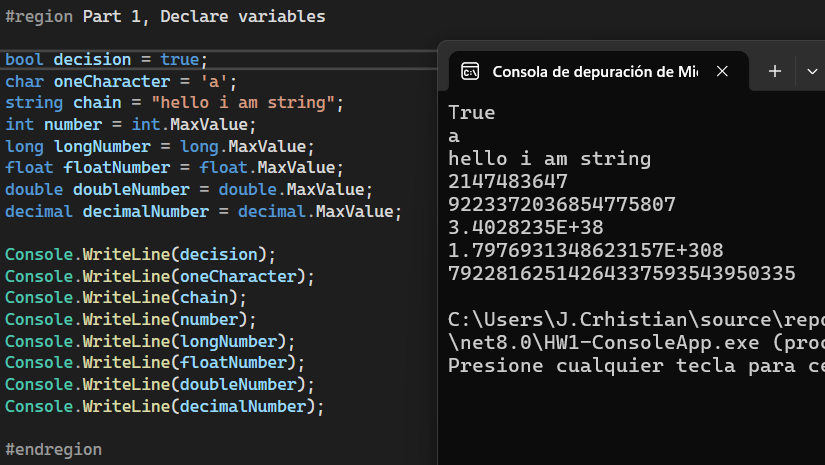 #region Part 1, Declare variables
bool decision = true;
char oneCharacter = 'a';
string chain = "hello i am string";
int number = int.MaxValue;
long longNumber = long.MaxValue;
float floatNumber = float.MaxValue;
double doubleNumber = double.MaxValue;
decimal decimalNumber = decimal.MaxValue;
Console.WriteLine(decision);
Console.WriteLine(oneCharacter);
Console.WriteLine(chain);
Console.WriteLine(number);
Console.WriteLine(longNumber);
Console.WriteLine(floatNumber);
Console.WriteLine(doubleNumber);
Console.WriteLine(decimalNumber);
#endregion
Consola de depuración de Mi
True
a
hello i am string
2147483647
9223372036854775807
3.4028235E+38
1.7976931348623157E+308
79228162514264337593543950335
C:\Users\J.Crhistian\source\repo
\net8.0\HW1-ConsoleApp.exe (proc
Presione cualquier tecla para ce